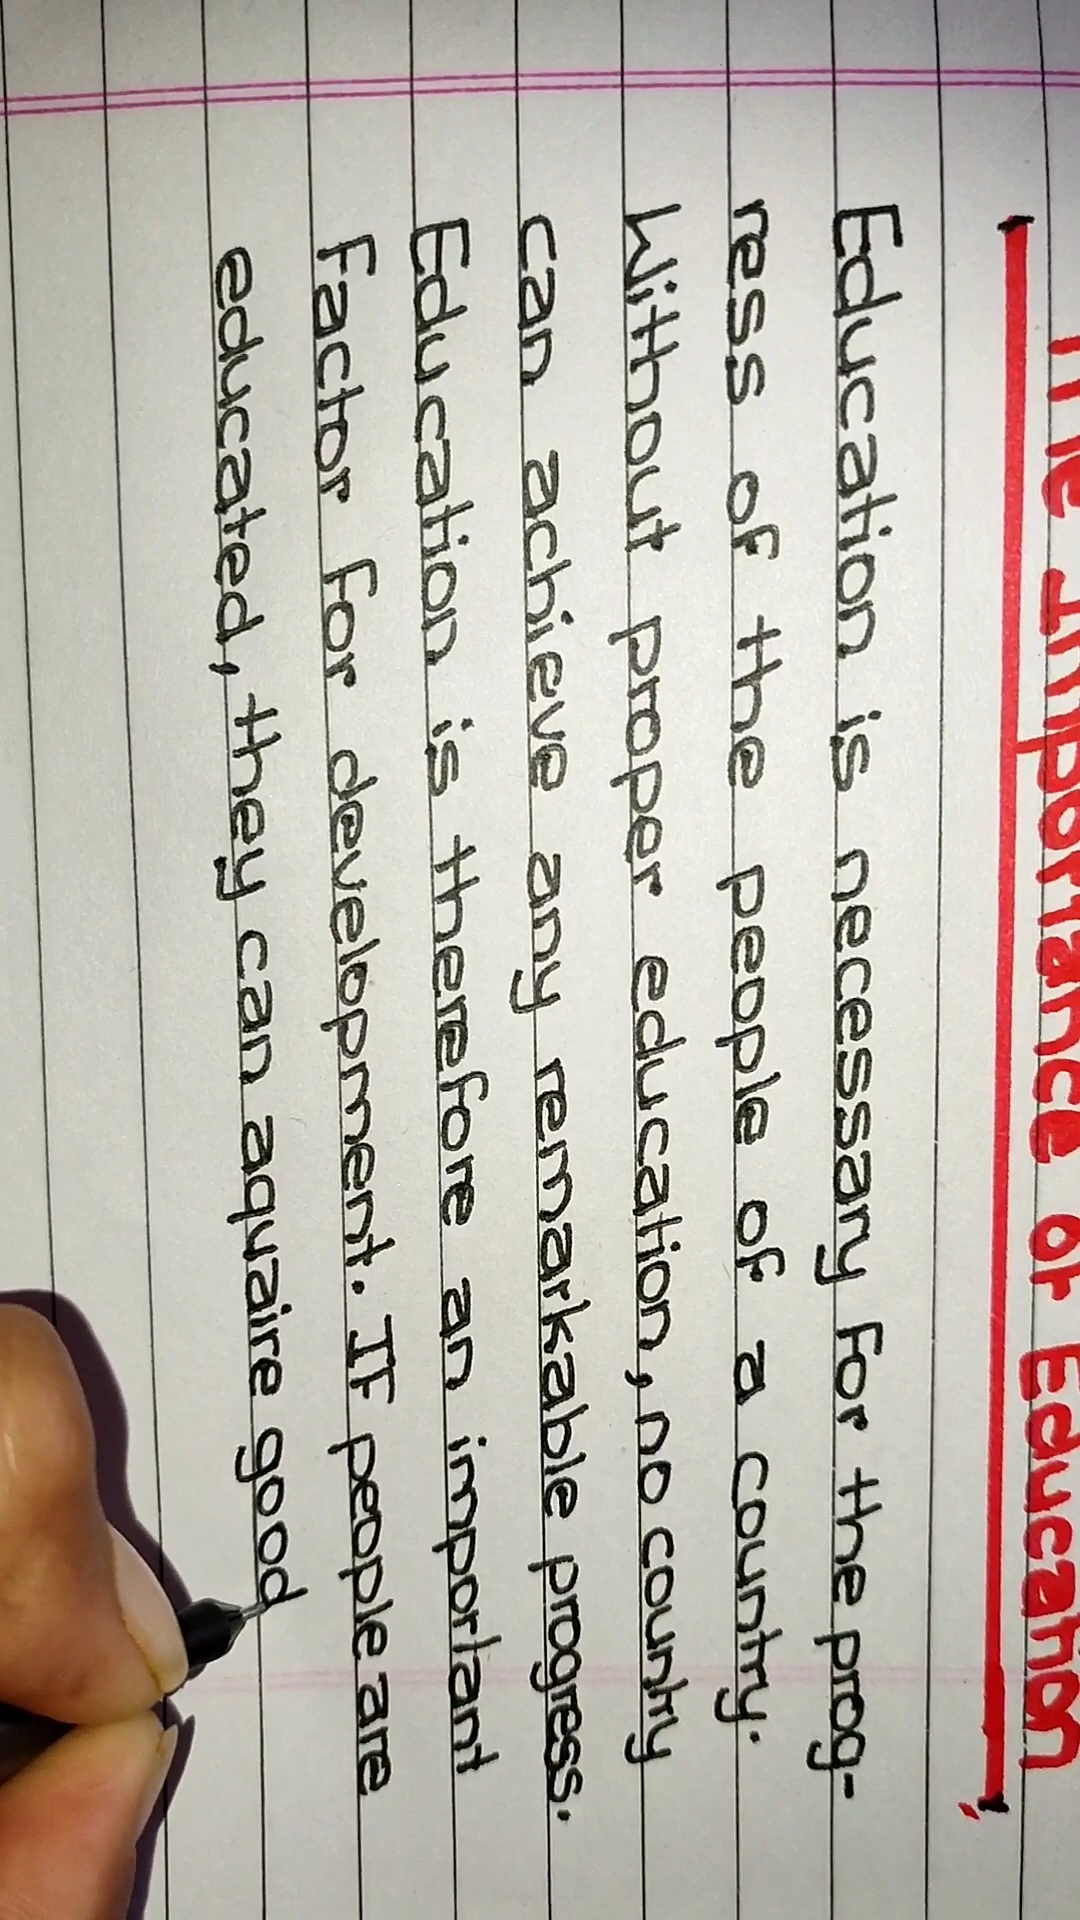 The Importance of Education
Education is necessary for the prog-
ress of the people of a country.
Without proper education, no country
can achieve any remarkable progress.
Education is therefore an important
factor for development. If people are
educated, they can aquaire good